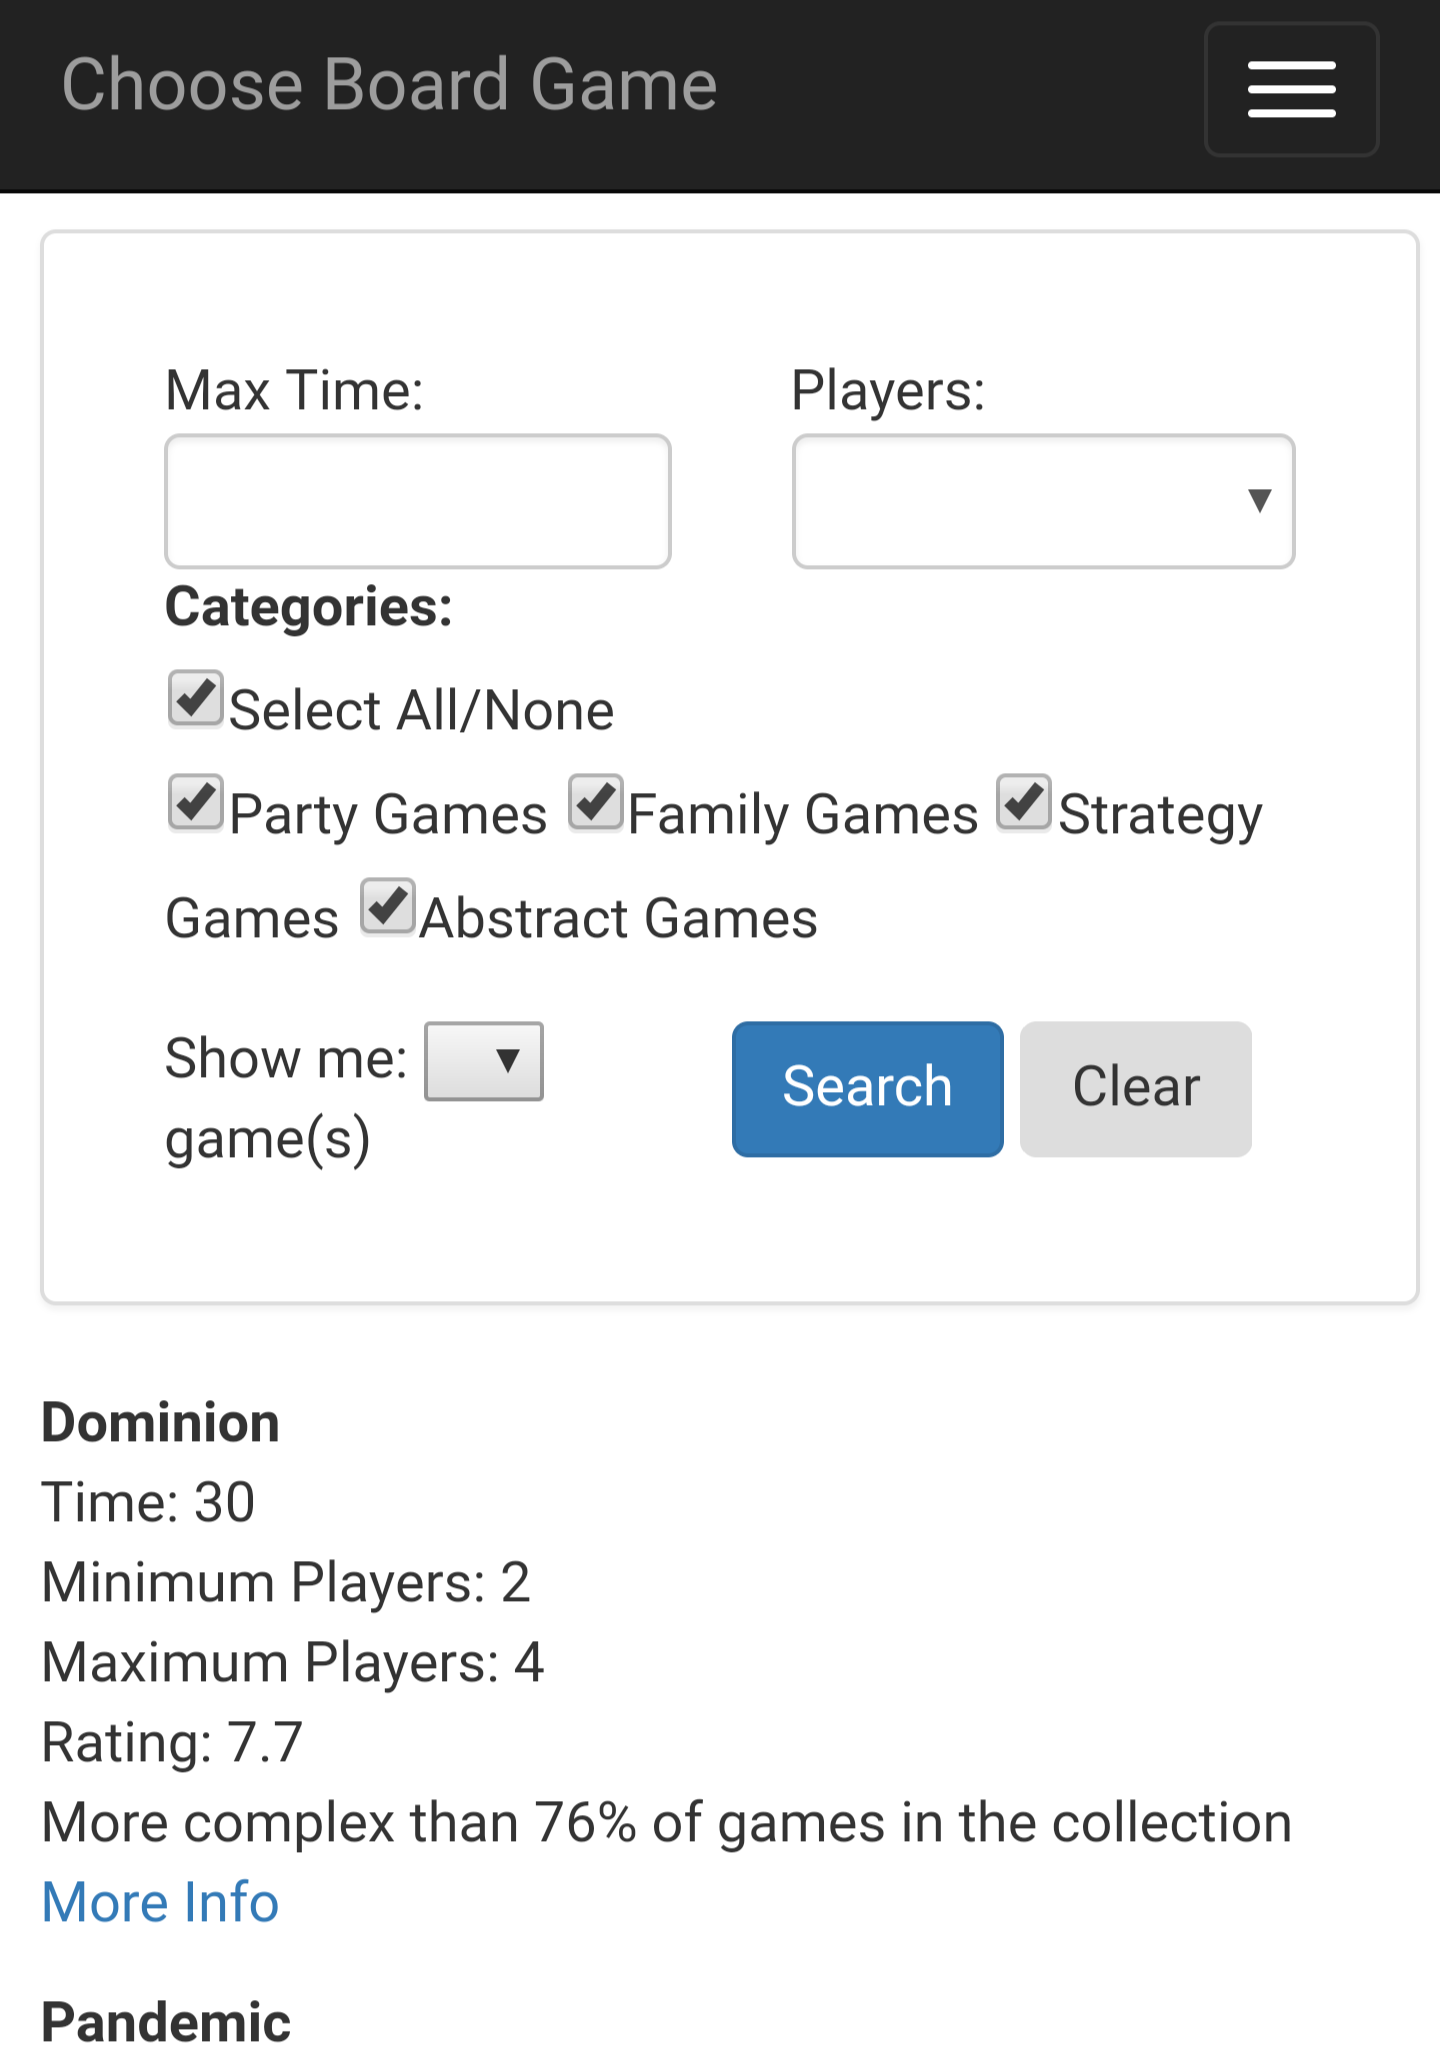 Choose Board Game
Max Time: Players:
Categories:
Select All/None
Party Games Family Games Strategy
Games Abstract Games
Show me:
game(s)
Search Clear
Dominion
Time: 30
Minimum Players: 2
Maximum Players: 4
Rating: 7.7
More complex than 76% of games in the collection
More Info
Pandemic